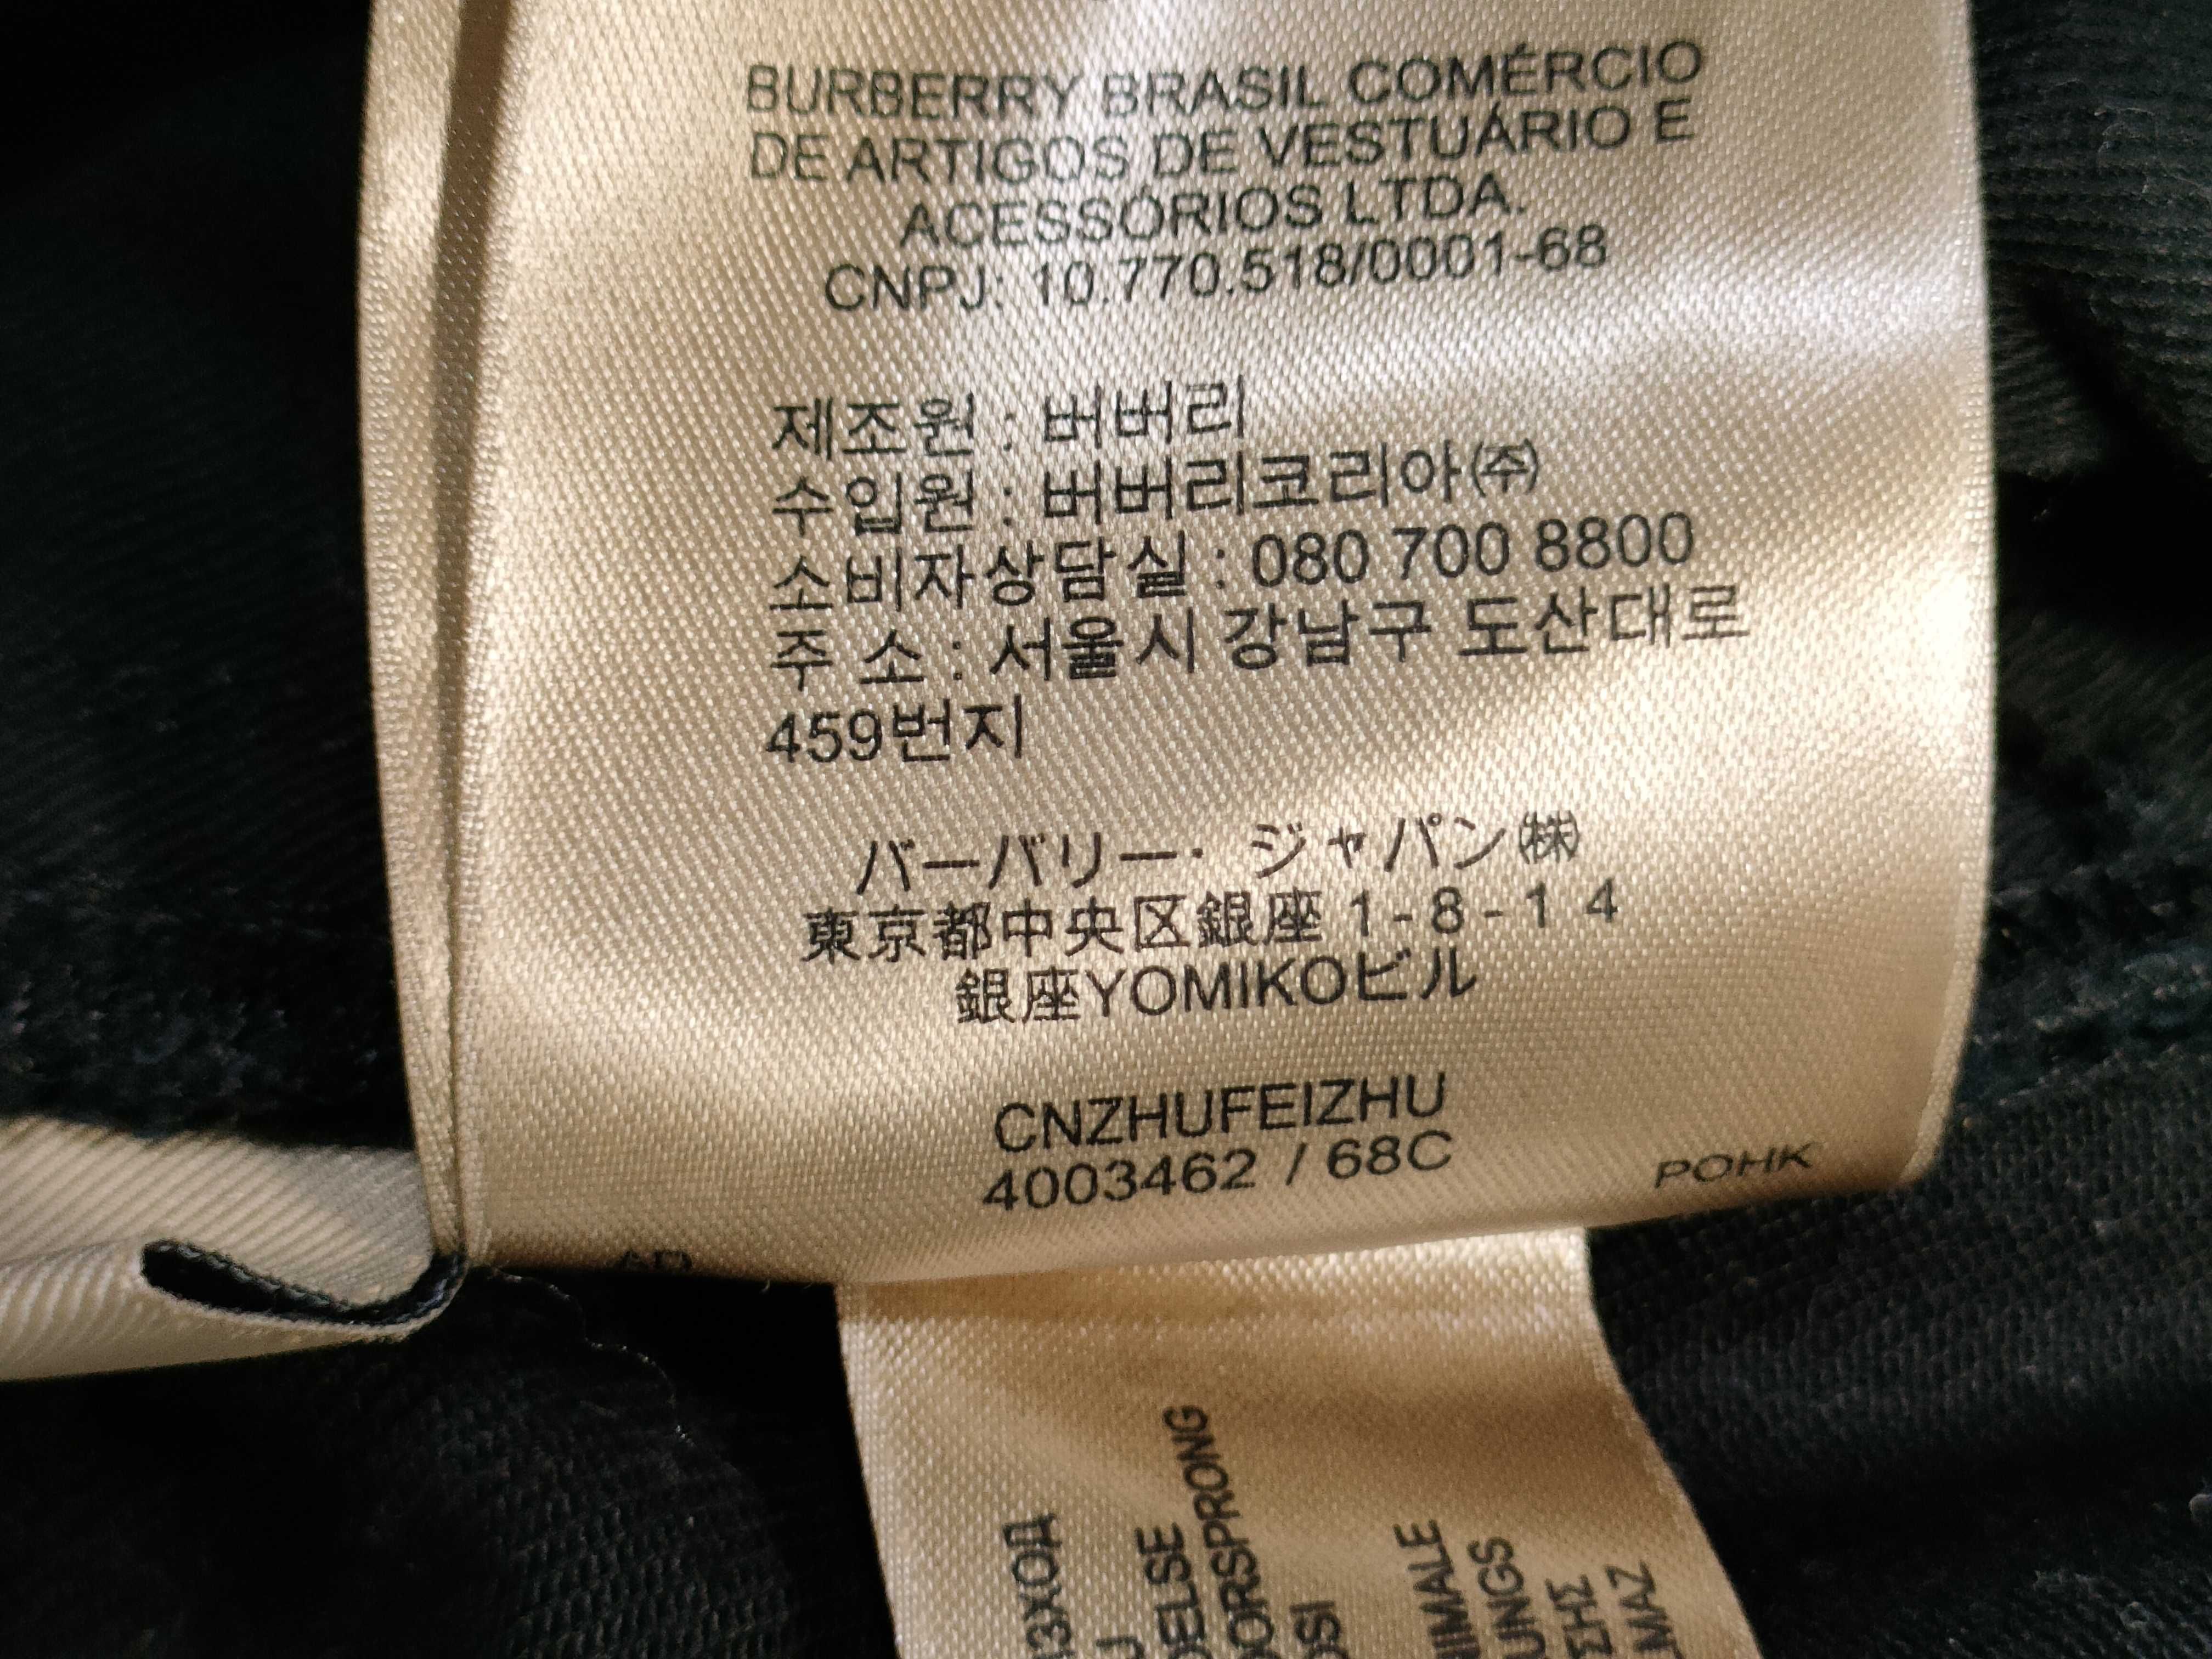 BURBERRY BRASIL COMÉRCIO
DE ARTIGOS DE VESTUÁRIO E
ACESSÓRIOS LTDA.
CNPJ: 10.770.518/0001-68
제조원 : 버버리
수입원 : 버버리코리아㈜
소비자상담실 : 080 700 8800
주 소 : 서울시 강남구 도산대로
459번지
バーバリー・ ジャパン㈱
東京都中央区銀座 1 - 8 - 1 4
銀座YOMIKOビル
CNZHUFEIZHU
4003462 / 68C
POHK